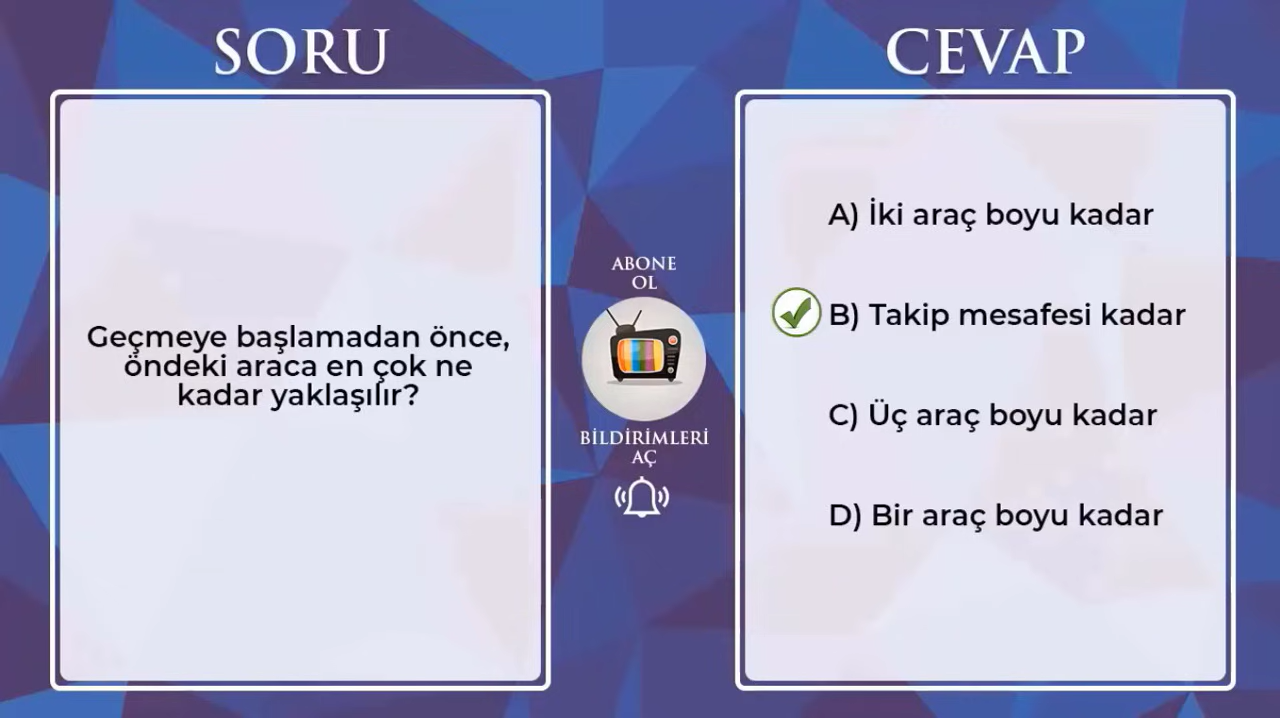 SORU
Geçmeye başlamadan önce,
öndeki araca en çok ne
kadar yaklaşılır?
ABONE
OL
BİLDİRİMLERİ
AÇ
CEVAP
A) İki araç boyu kadar
B) Takip mesafesi kadar
C) Üç araç boyu kadar
D) Bir araç boyu kadar